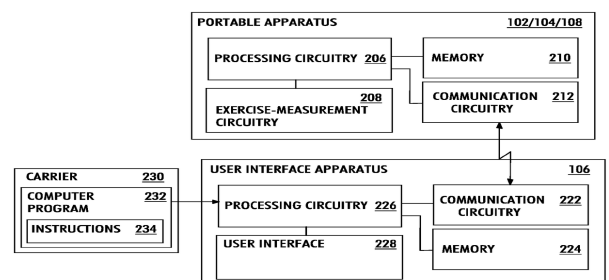 PORTABLE APPARATUS 102/104/108
PROCESSING CIRCUITRY 206
MEMORY 210
208
EXERCISE-MEASUREMENT
CIRCUITRY
COMMUNICATION 212
CIRCUITRY
CARRIER 230
COMPUTER 232
PROGRAM
INSTRUCTIONS 234
USER INTERFACE APPARATUS 106
PROCESSING CIRCUITRY 226
USER INTERFACE 228
COMMUNICATION 222
CIRCUITRY
MEMORY 224